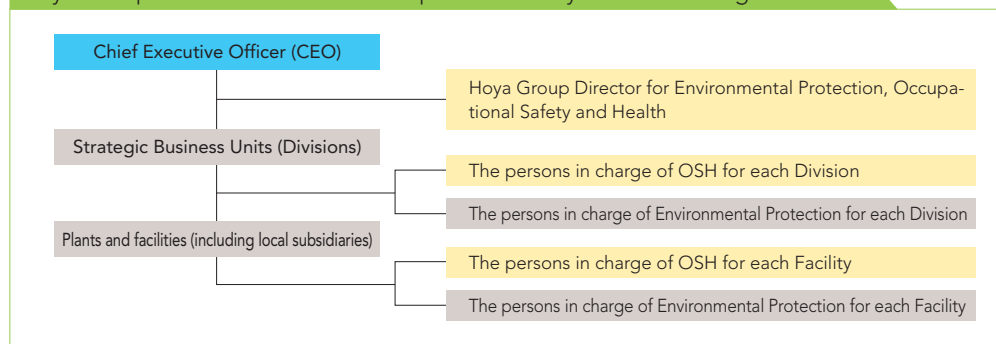 Chief Executive Officer (CEO)
Hoya Group Director for Environmental Protection, Occupa-
tional Safety and Health
Strategic Business Units (Divisions)
The persons in charge of OSH for each Division
The persons in charge of Environmental Protection for each Division
Plants and facilities (including local subsidiaries)
The persons in charge of OSH for each Facility
The persons in charge of Environmental Protection for each Facility